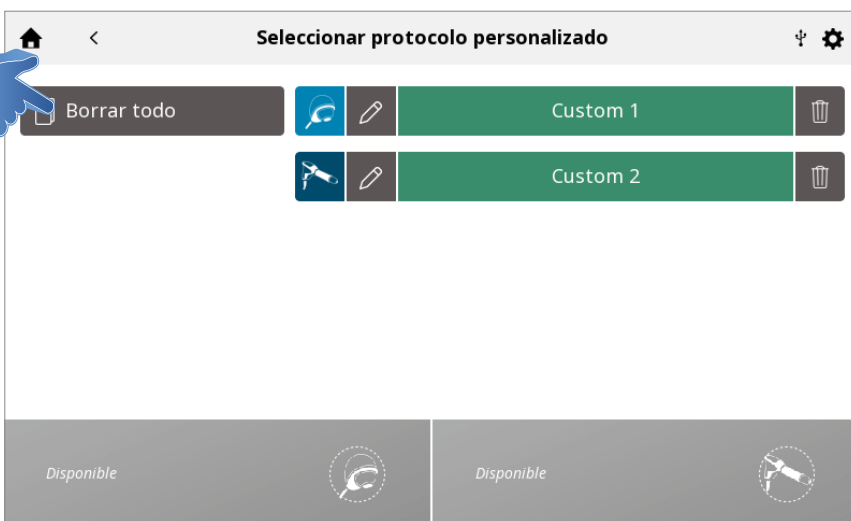 Seleccionar protocolo personalizado
Borrar todo
Custom 1
Custom 2
Disponible
Disponible